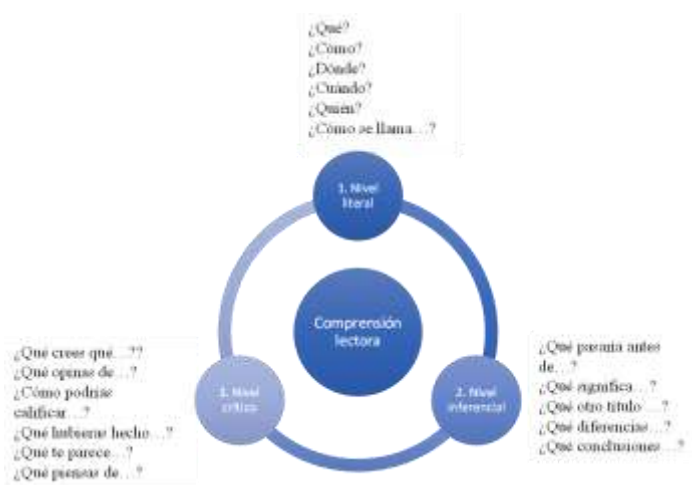 ¿Qué?
¿Cómo?
¿Dónde?
¿Cuándo?
¿Quién?
¿Cómo se llama…?
1. Nivel
literal
Comprensión
lectora
¿Qué crees qué…??
¿Qué opinas de…?
¿Cómo podrías
calificar…?
¿Qué hubieras hecho…?
¿Qué te parece…?
¿Qué piensas de…?
3. Nivel
crítico
2. Nivel
inferencial
¿Qué pasaría antes
de…?
¿Qué significa…?
¿Qué otro título…?
¿Qué diferencias…?
¿Qué conclusiones…?